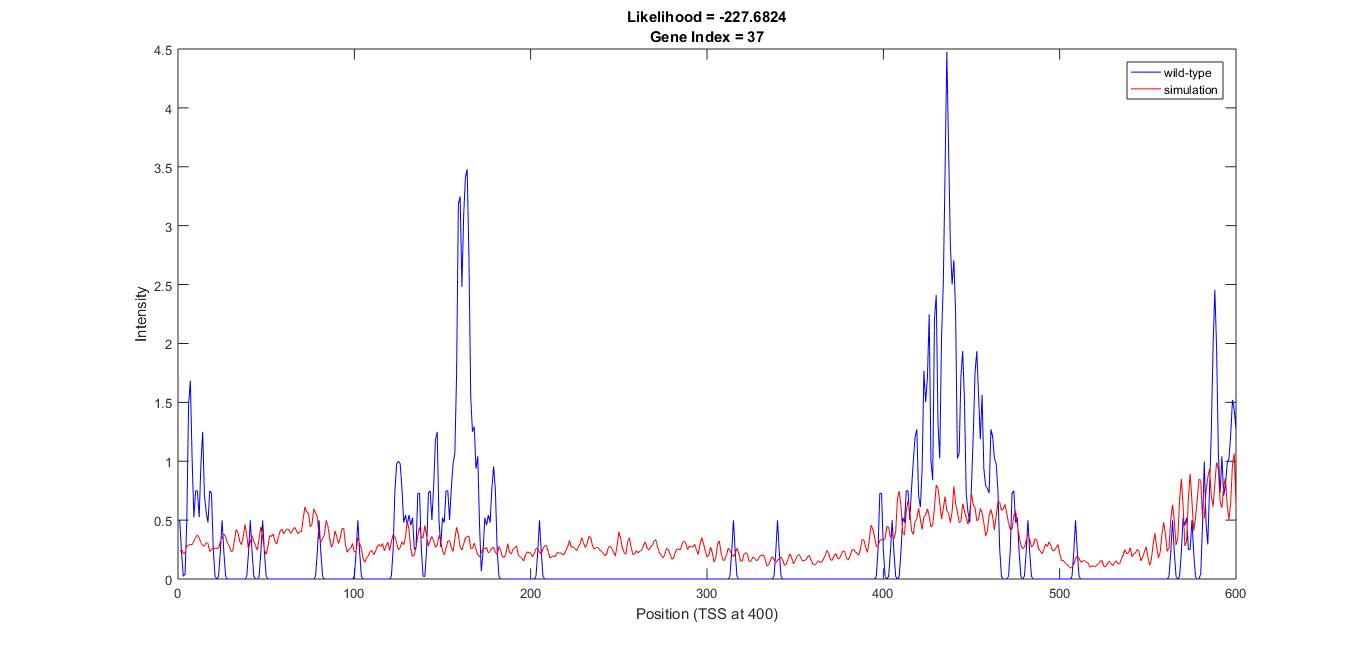 Likelihood = -227.6824
Gene Index = 37
wild-type
simulation
4.5
4
3.5
3
2.5
2
1.5
1
0.5
0
Intensity
0
100
200
300
400
500
600
Position (TSS at 400)